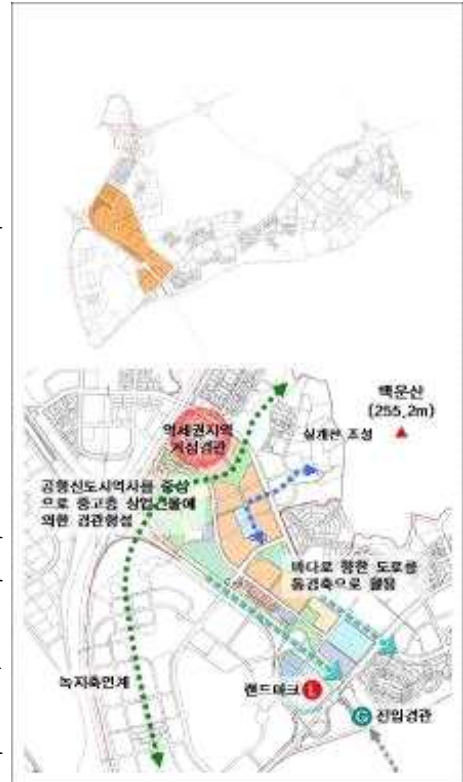 백운산
(255.2m)
역세권지역
거점경관
실개천 조성
공항신도시역사를 중심
으로 중고층 상업건물에
의한 경관형성
바다로 향한 도로를
통경축으로 활용
녹지축연계
랜드마크 L
G 진입경관